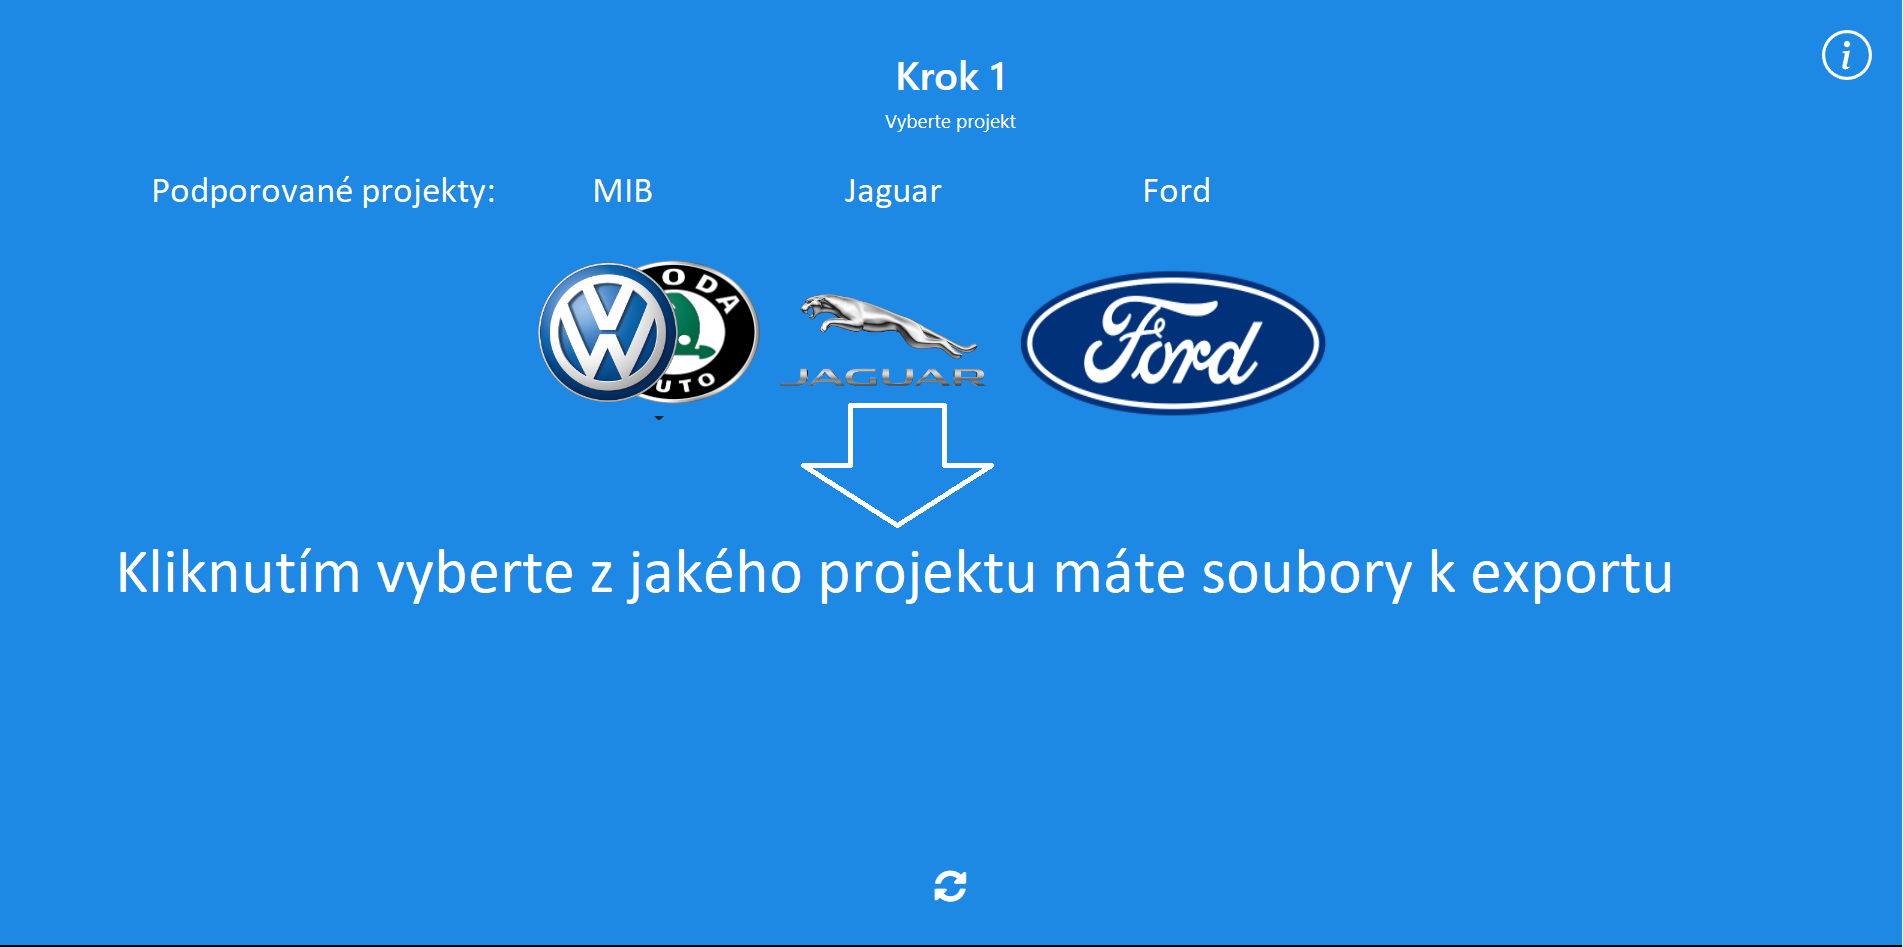 i
Krok 1
Vyberte projekt
Podporované projekty: MIB Jaguar Ford
VW ODA UTO
JAGUAR
Ford
Kliknutím vyberte z jakého projektu máte soubory k exportu